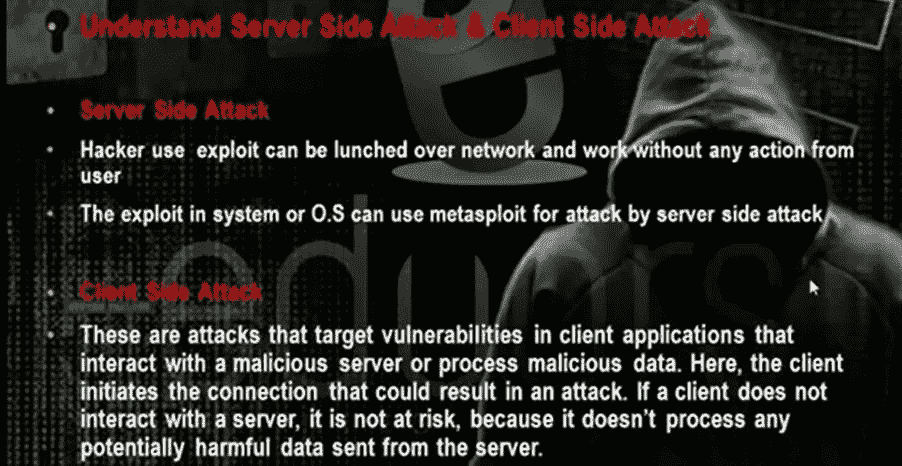 Understand Server Side Attack & Client Side Attack
Server Side Attack
Hacker use exploit can be lunched over network and work without any action from
user
The exploit in system or O.S can use metasploit for attack by server side attack
Client Side Attack
These are attacks that target vulnerabilities in client applications that
interact with a malicious server or process malicious data. Here, the client
initiates the connection that could result in an attack. If a client does not
interact with a server, it is not at risk, because it doesn't process any
potentially harmful data sent from the server.